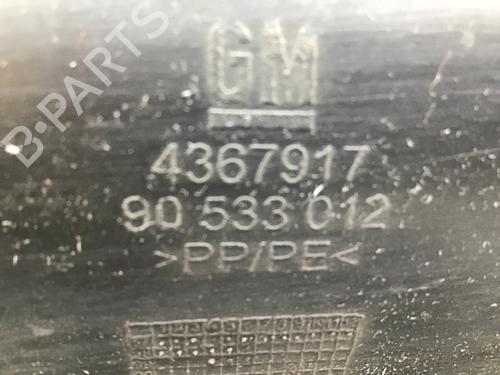 B-PARTS
GM
4367917
90 533 012
>PP/PE<